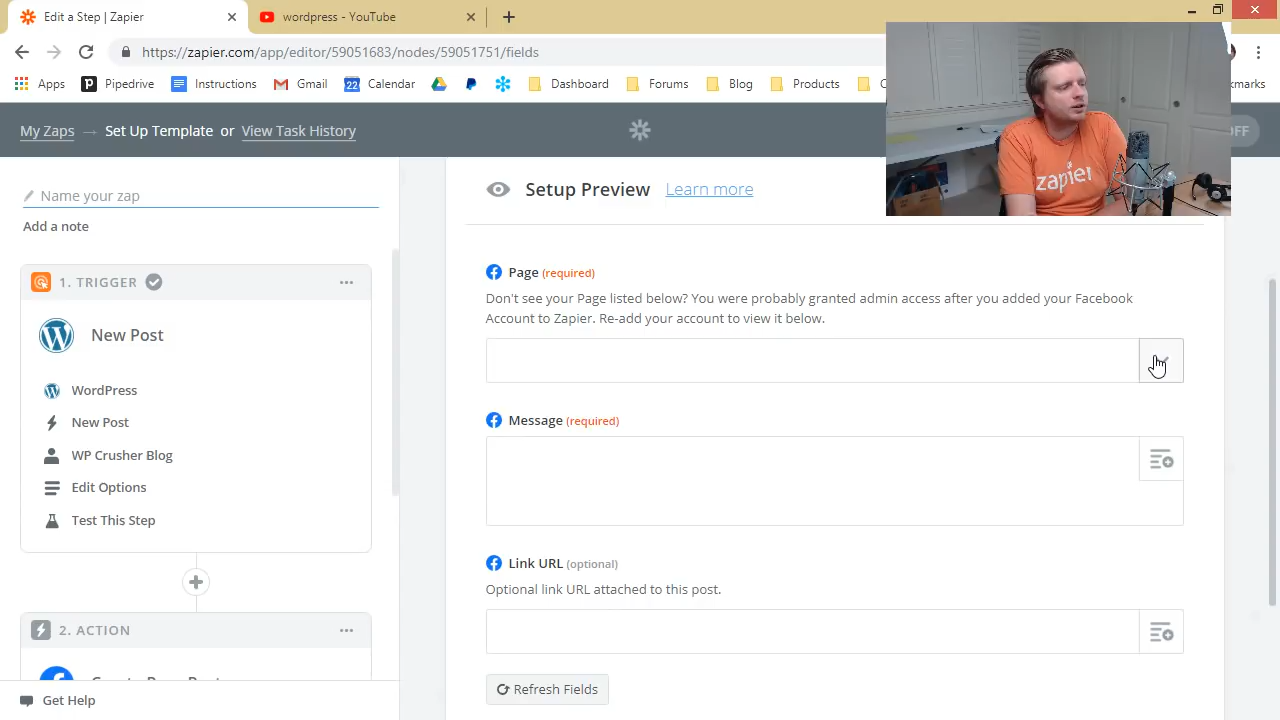 Edit a Step | Zapier
wordpress - YouTube
https://zapier.com/app/editor/59051683/nodes/59051751/fields
Apps
Pipedrive
Instructions
Gmail
22
Calendar
Dashboard
Forums
Blog
Products
My Zaps → Set Up Template or View Task History
OFF
zapier
Name your zap
Add a note
1. TRIGGER
New Post
WordPress
New Post
WP Crusher Blog
Edit Options
Test This Step
2. ACTION
Get Help
Setup Preview Learn more
Page (required)
Don't see your Page listed below? You were probably granted admin access after you added your Facebook
Account to Zapier. Re-add your account to view it below.
Message (required)
Link URL (optional)
Optional link URL attached to this post.
Refresh Fields